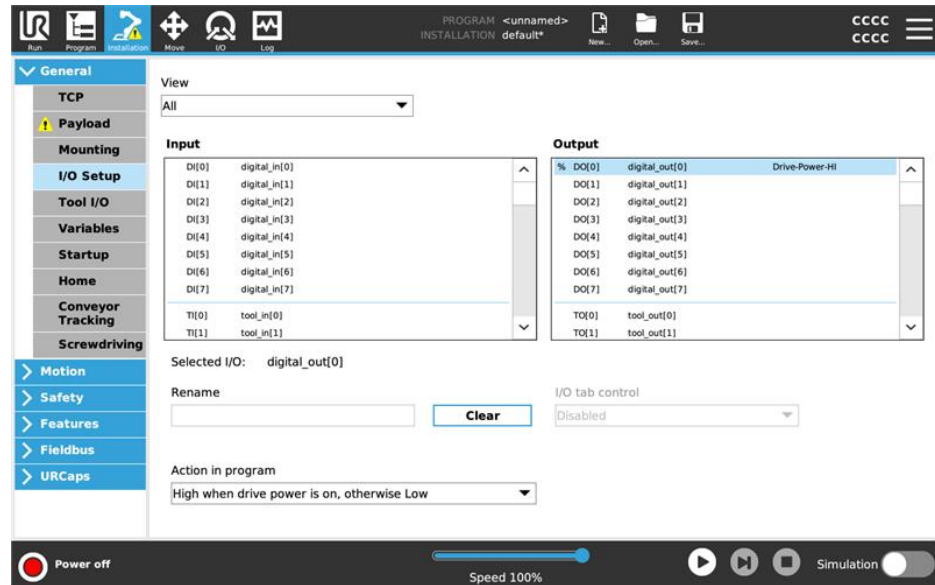 UR
PROGRAM <unnamed>
INSTALLATION default*
CCCC
CCCC
Run
Program
Installation
Move
I/O
Log
New...
Open...
Save...
General
TCP
Payload
Mounting
I/O Setup
Tool I/O
Variables
Startup
Home
Conveyor
Tracking
Screwdriving
Motion
Safety
Features
Fieldbus
URCaps
View
All
Input
DI[0] digital_in[0]
DI[1] digital_in[1]
DI[2] digital_in[2]
DI[3] digital_in[3]
DI[4] digital_in[4]
DI[5] digital_in[5]
DI[6] digital_in[6]
DI[7] digital_in[7]
TI[0] tool_in[0]
TI[1] tool_in[1]
Output
% DO[0] digital_out[0] Drive-Power-HI
DO[1] digital_out[1]
DO[2] digital_out[2]
DO[3] digital_out[3]
DO[4] digital_out[4]
DO[5] digital_out[5]
DO[6] digital_out[6]
DO[7] digital_out[7]
TO[0] tool_out[0]
TO[1] tool_out[1]
Selected I/O: digital_out[0]
Rename
Clear
I/O tab control
Disabled
Action in program
High when drive power is on, otherwise Low
Power off
Speed 100%
Simulation